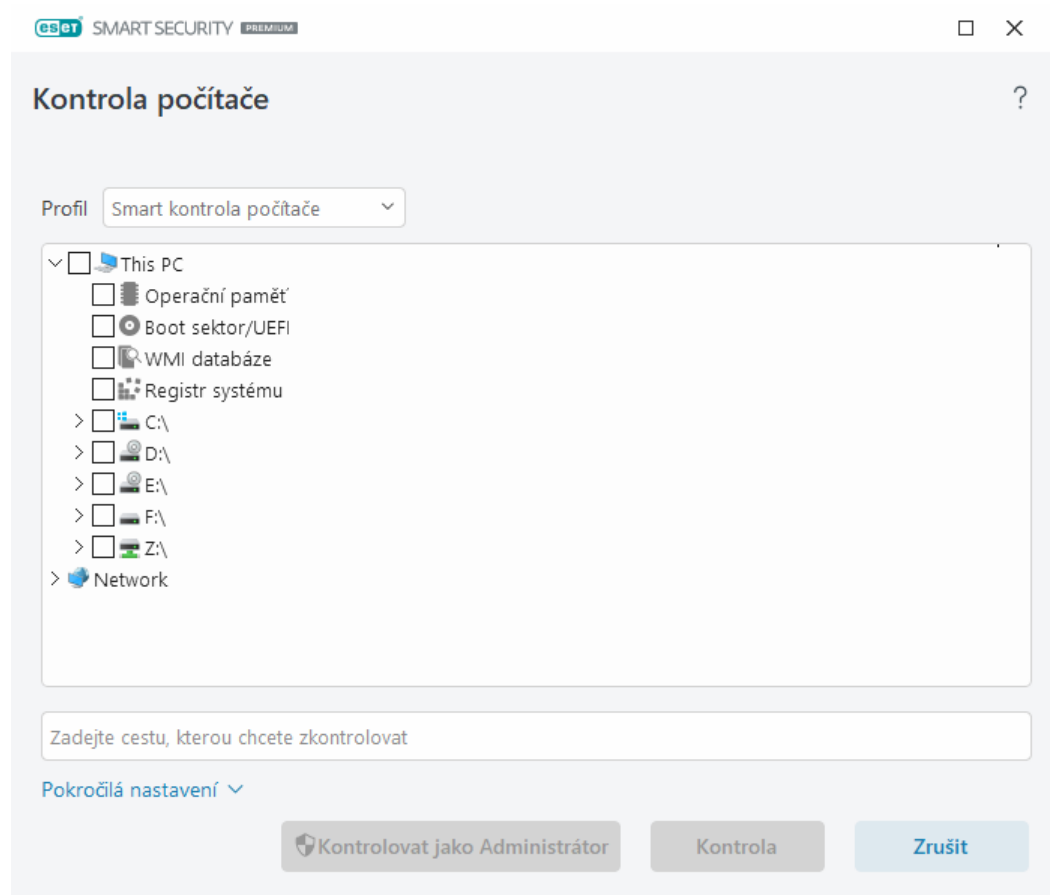 eset SMART SECURITY PREMIUM
Kontrola počítače
?
Profil Smart kontrola počítače
This PC
Operační paměť
Boot sektor/UEFI
WMI databáze
Registr systému
C:\
D:\
E:\
F:\
Z:\
Network
Zadejte cestu, kterou chcete zkontrolovat
Pokročilá nastavení
Kontrolovat jako Administrátor Kontrola Zrušit